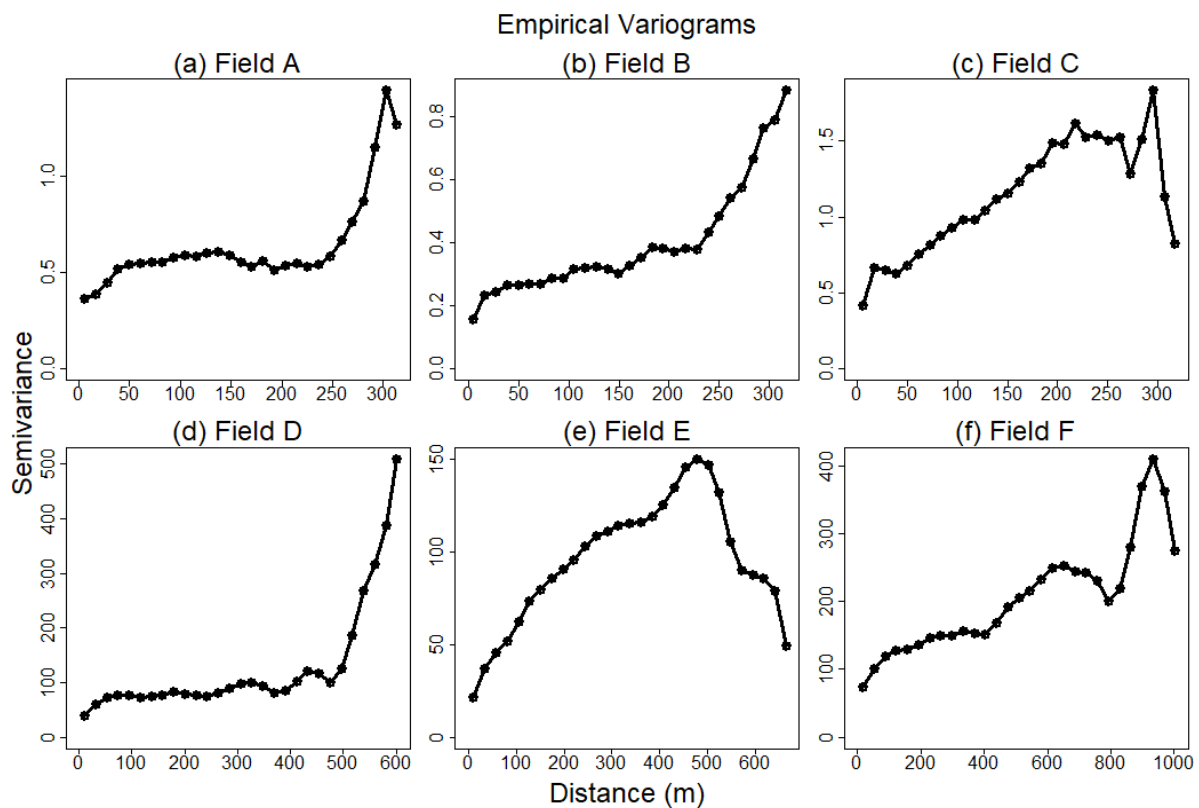 Empirical Variograms
(a) Field A
(b) Field B
(c) Field C
0.0 0.5 1.0
0 50 100 150 200 250 300
0.0 0.2 0.4 0.6 0.8
0 50 100 150 200 250 300
0.0 0.5 1.0 1.5
0 50 100 150 200 250 300
Semivariance
(d) Field D
(e) Field E
(f) Field F
0 100 200 300 400 500
0 100 200 300 400 500 600
0 50 100 150
0 100 200 300 400 500 600
0 100 200 300 400
0 200 400 600 800 1000
Distance (m)